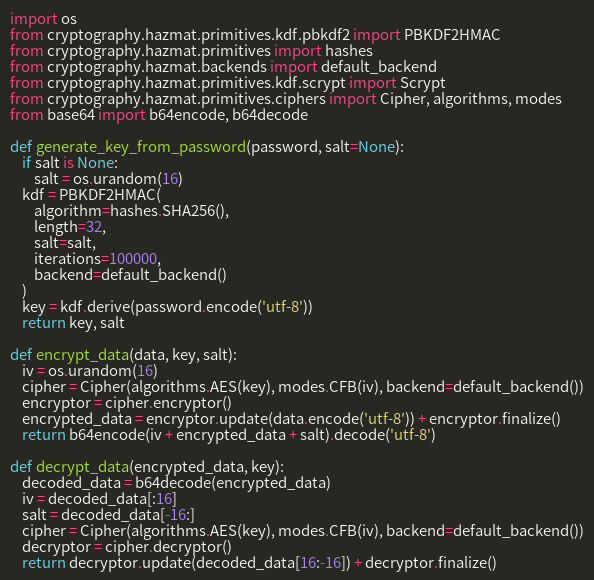 import os
from cryptography.hazmat.primitives.kdf.pbkdf2 import PBKDF2HMAC
from cryptography.hazmat.primitives import hashes
from cryptography.hazmat.backends import default_backend
from cryptography.hazmat.primitives.kdf.scrypt import Scrypt
from cryptography.hazmat.primitives.ciphers import Cipher, algorithms, modes
from base64 import b64encode, b64decode

def generate_key_from_password(password, salt=None):
    if salt is None:
        salt = os.urandom(16)
    kdf = PBKDF2HMAC(
        algorithm=hashes.SHA256(),
        length=32,
        salt=salt,
        iterations=100000,
        backend=default_backend()
    )
    key = kdf.derive(password.encode('utf-8'))
    return key, salt

def encrypt_data(data, key, salt):
    iv = os.urandom(16)
    cipher = Cipher(algorithms.AES(key), modes.CFB(iv), backend=default_backend())
    encryptor = cipher.encryptor()
    encrypted_data = encryptor.update(data.encode('utf-8')) + encryptor.finalize()
    return b64encode(iv + encrypted_data + salt).decode('utf-8')

def decrypt_data(encrypted_data, key):
    decoded_data = b64decode(encrypted_data)
    iv = decoded_data[:16]
    salt = decoded_data[-16:]
    cipher = Cipher(algorithms.AES(key), modes.CFB(iv), backend=default_backend())
    decryptor = cipher.decryptor()
    return decryptor.update(decoded_data[16:-16]) + decryptor.finalize()